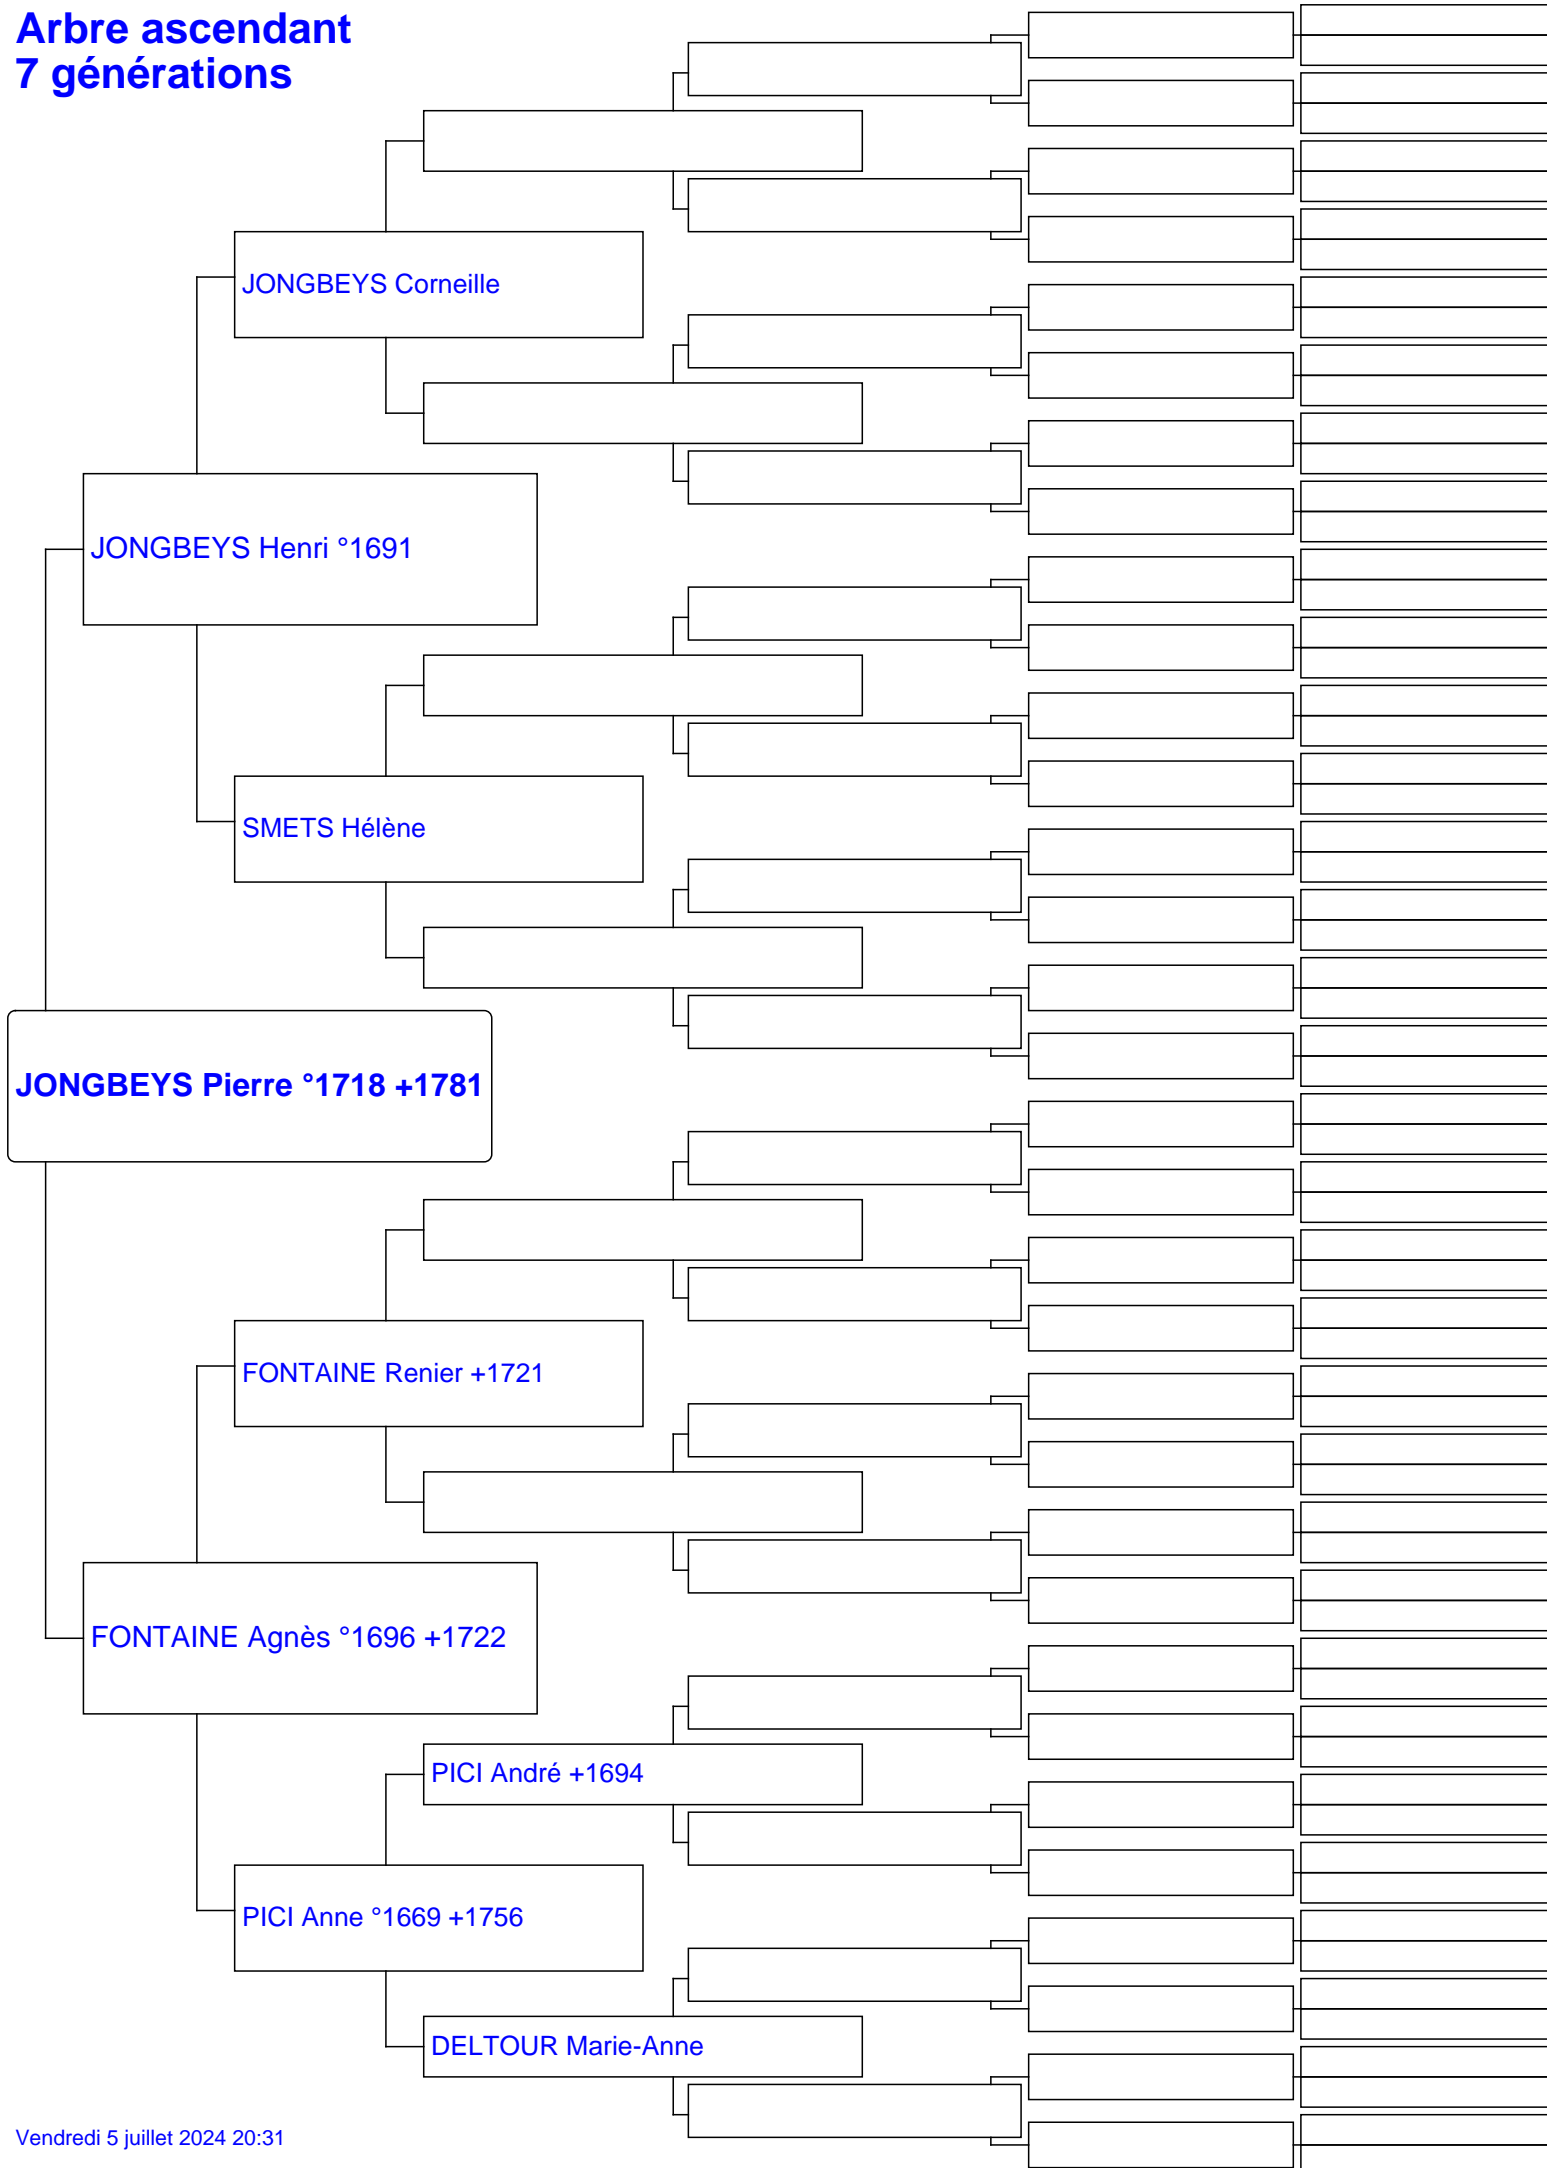 Arbre ascendant
7 générations
JONGBEYS Corneille
JONGBEYS Henri °1691
SMETS Hélène
JONGBEYS Pierre °1718 +1781
FONTAINE Renier +1721
FONTAINE Agnès °1696 +1722
PICI André +1694
PICI Anne °1669 +1756
DELTOUR Marie-Anne
Vendredi 5 juillet 2024 20:31